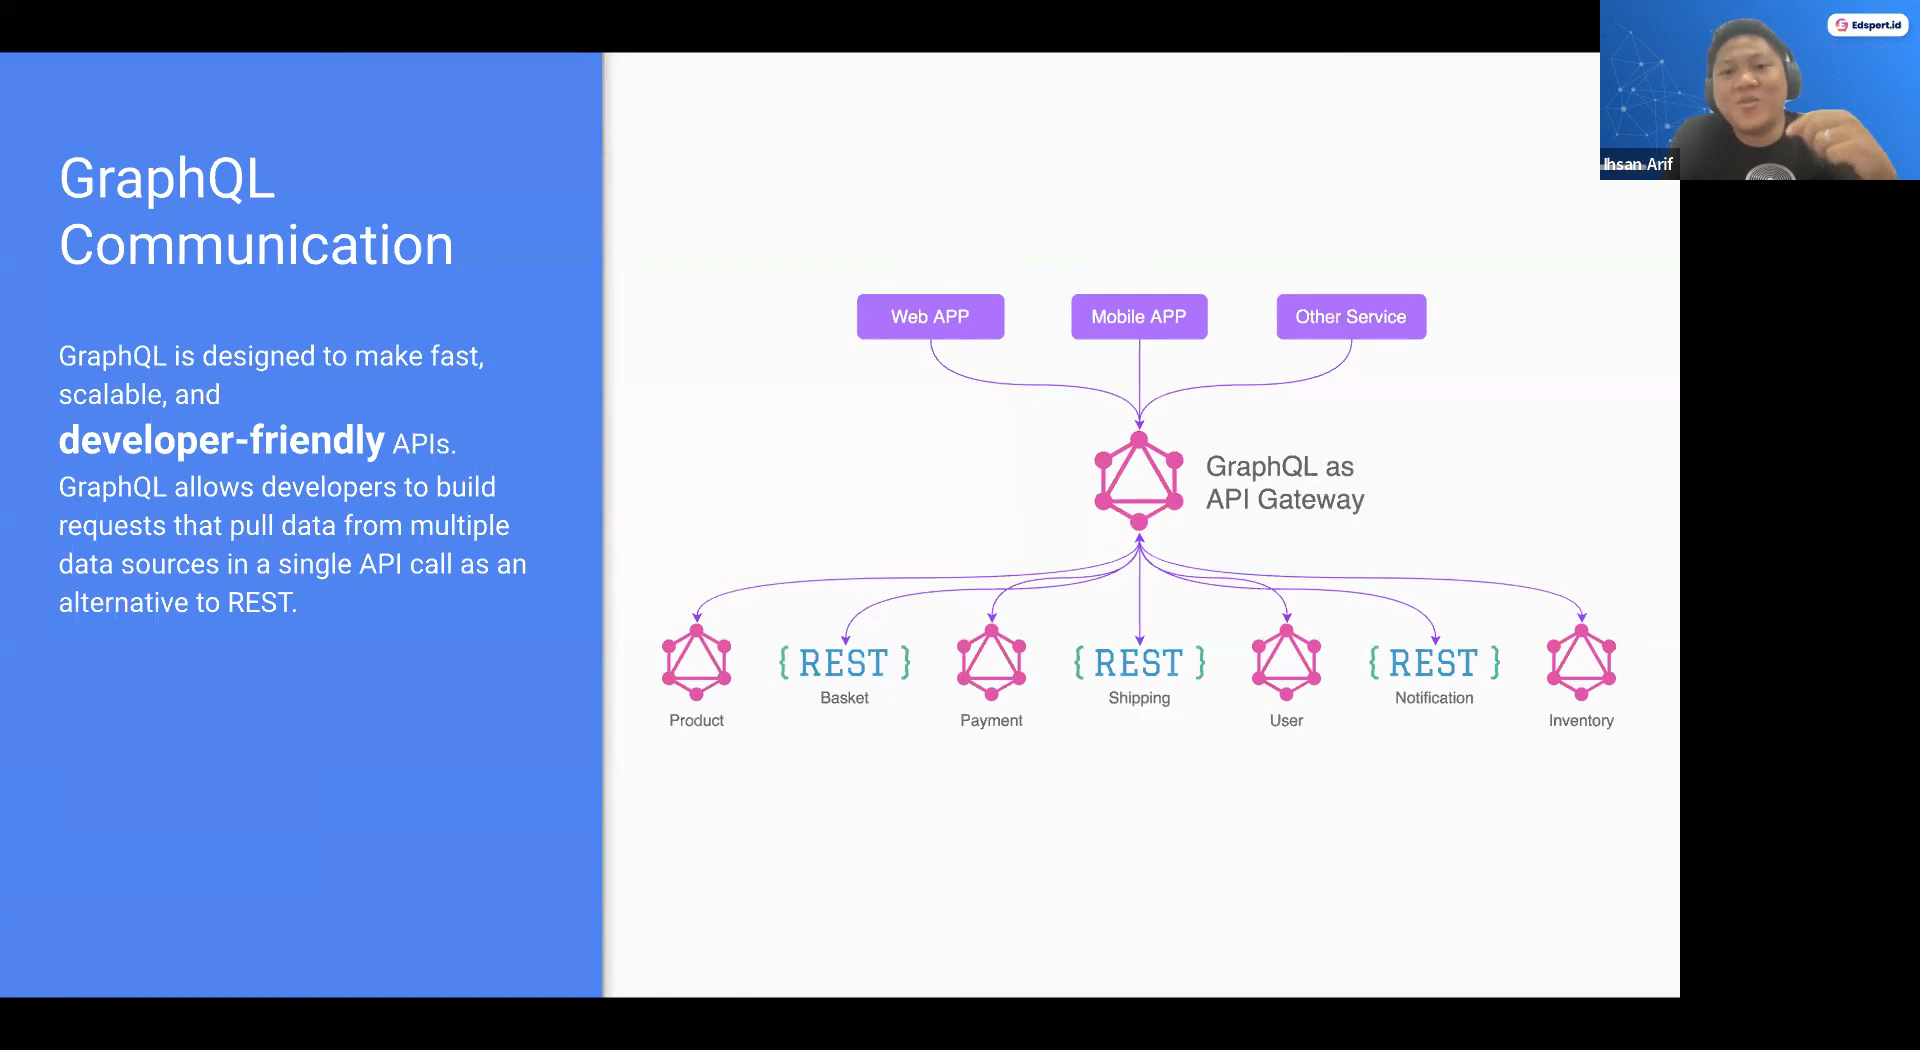 GraphQL
Communication
GraphQL is designed to make fast,
scalable, and
developer-friendly APIs.
GraphQL allows developers to build
requests that pull data from multiple
data sources in a single API call as an
alternative to REST.
Web APP
Mobile APP
Other Service
GraphQL as
API Gateway
Product
{ REST }
Basket
Payment
{ REST }
Shipping
User
{ REST }
Notification
Inventory
Edspert.id
Ihsan Arif